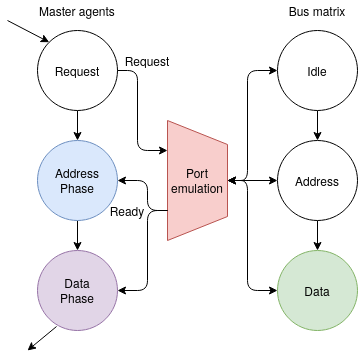 Master agents
Bus matrix
Request
Request
Idle
Port
emulation
Address
Phase
Address
Ready
Data
Phase
Data